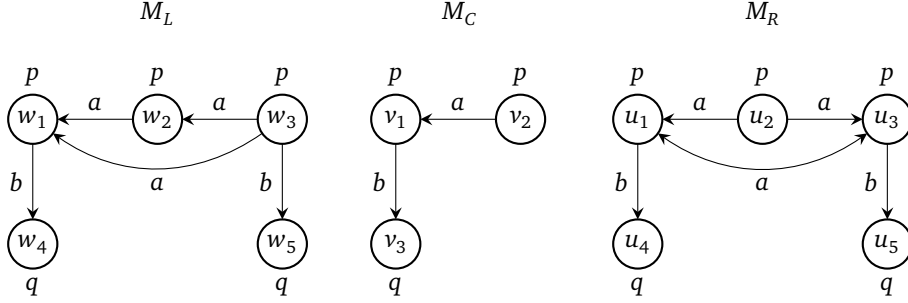 M_L M_C M_R
p p p p p p p p
w_1 a w_2 a w_3 v_1 a v_2 u_1 a u_2 a u_3
a a
b b b b b
w_4 w_5 v_3 u_4 u_5
q q q q q